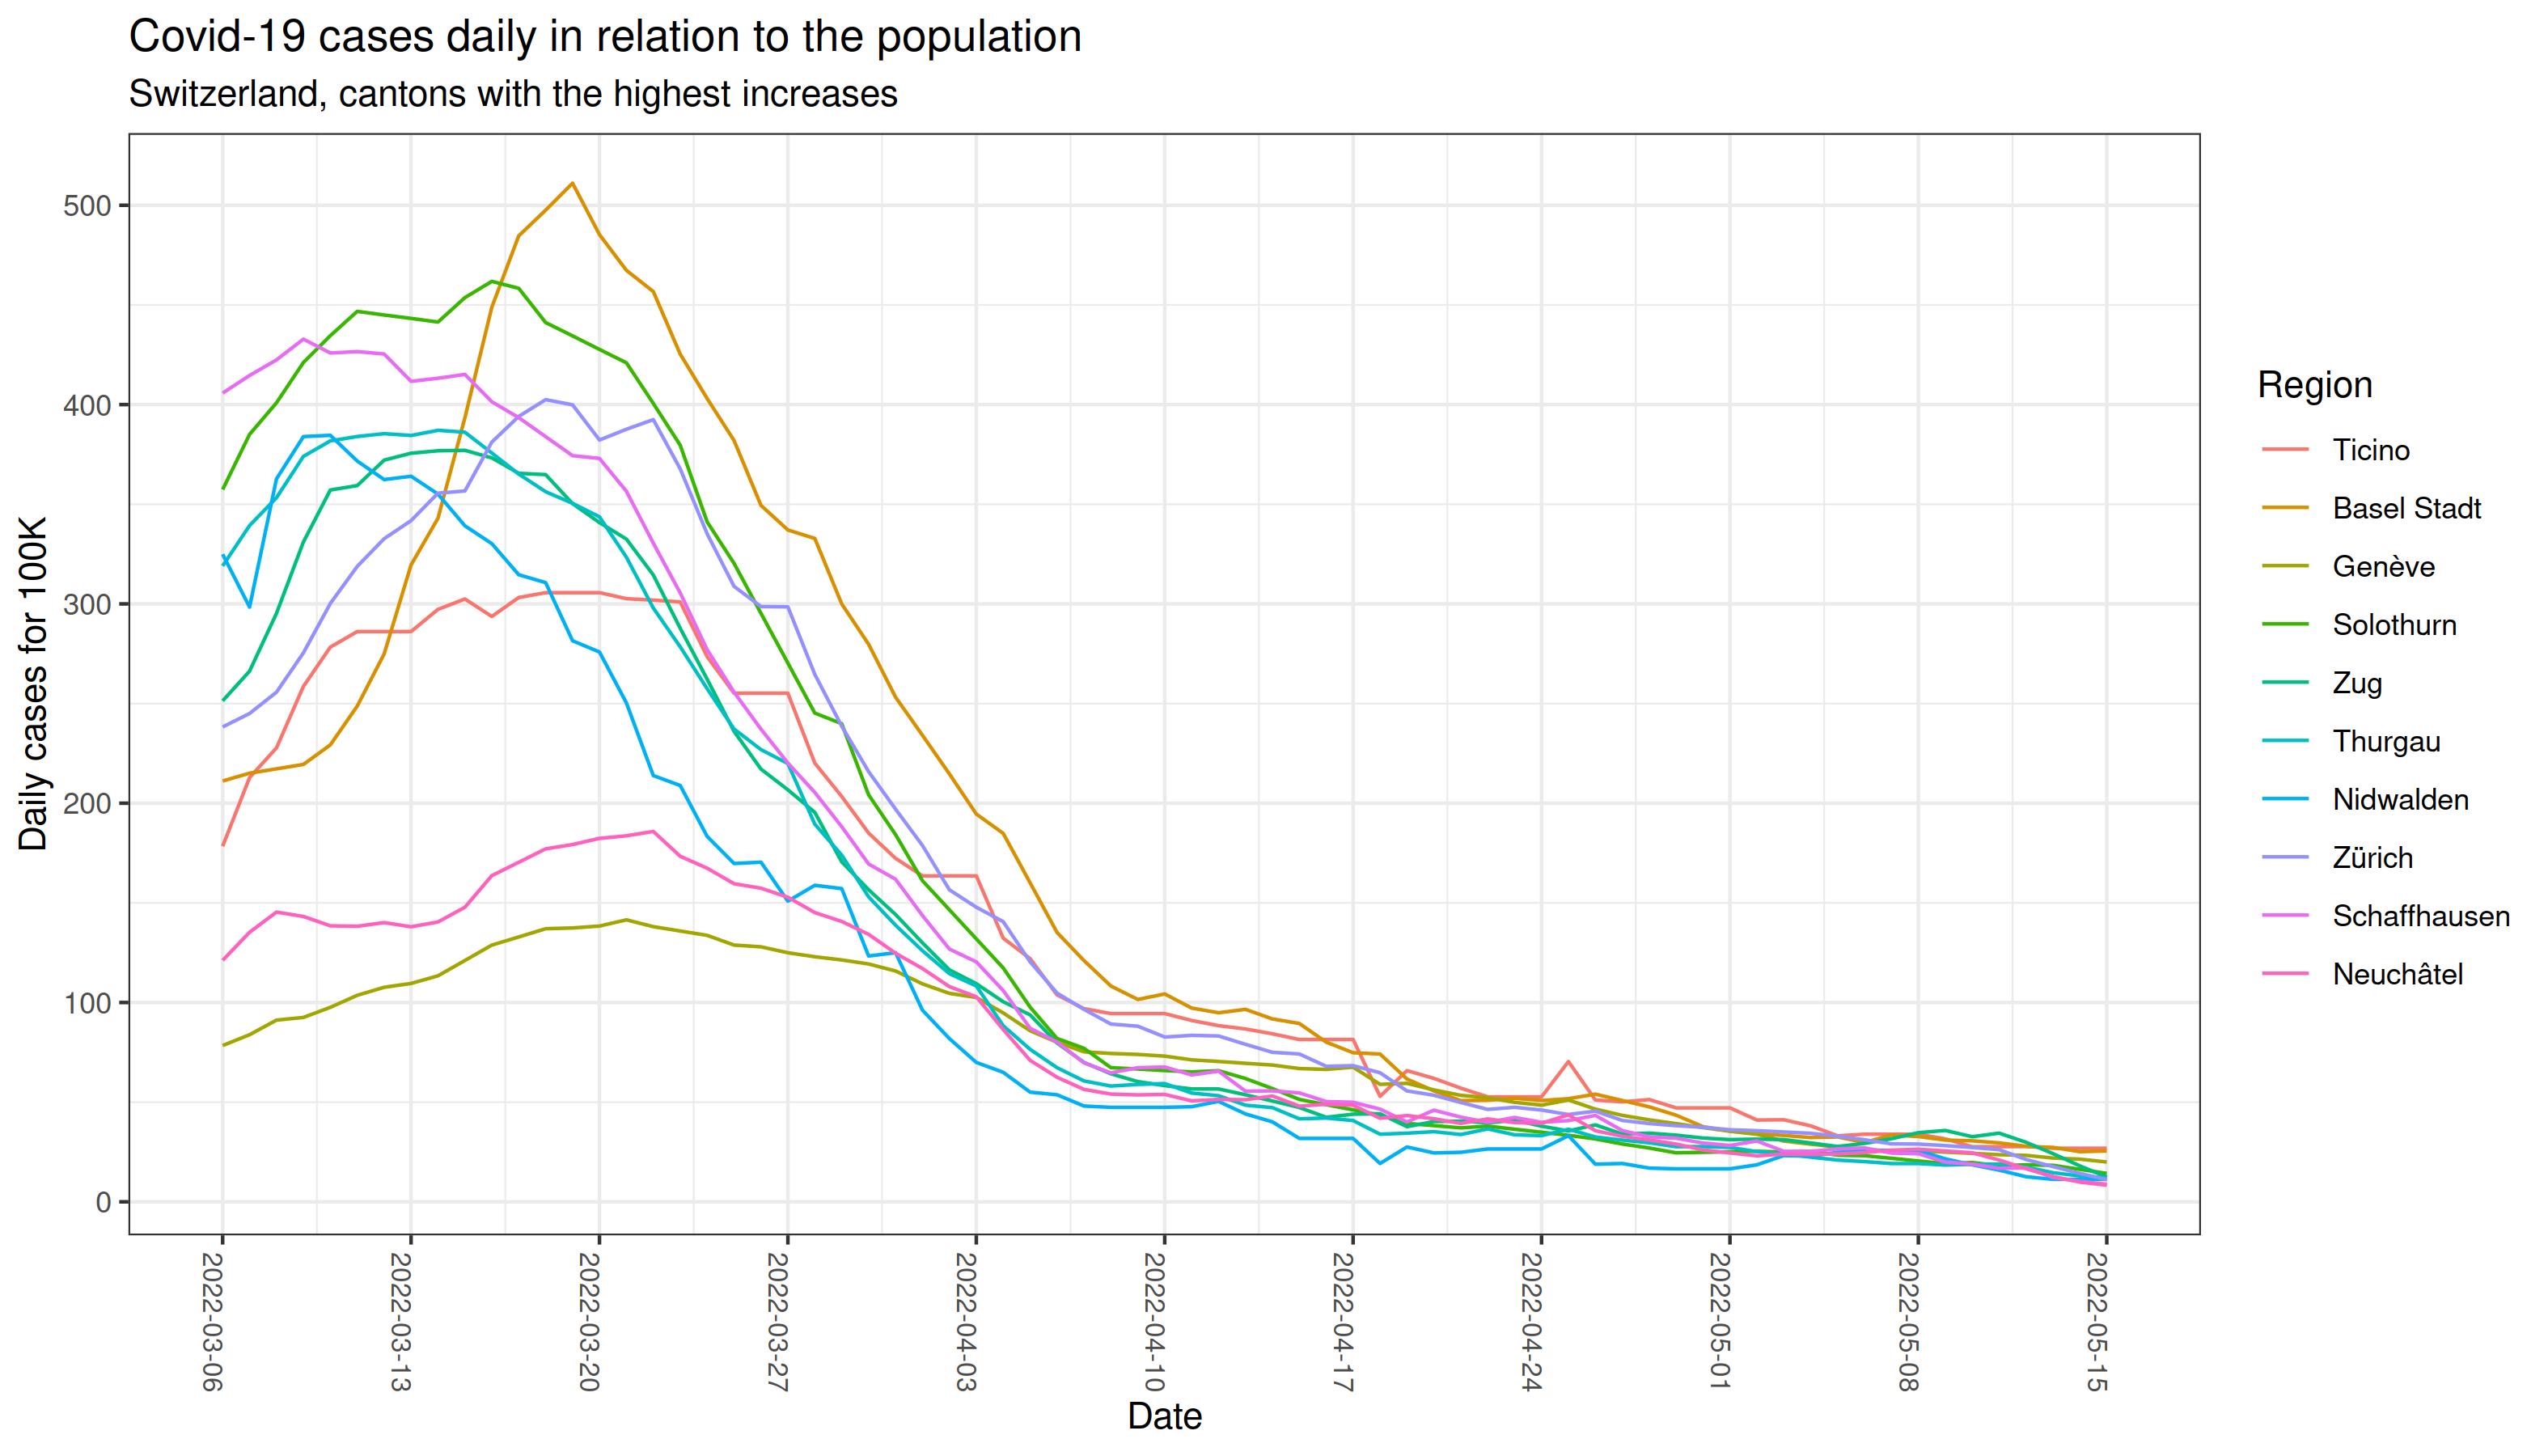 Covid-19 cases daily in relation to the population
Switzerland, cantons with the highest increases
Daily cases for 100K
500
400
300
200
100
0
2022-03-06
2022-03-13
2022-03-20
2022-03-27
2022-04-03
2022-04-10
2022-04-17
2022-04-24
2022-05-01
2022-05-08
2022-05-15
Date
Region
Ticino
Basel Stadt
Genève
Solothurn
Zug
Thurgau
Nidwalden
Zürich
Schaffhausen
Neuchâtel